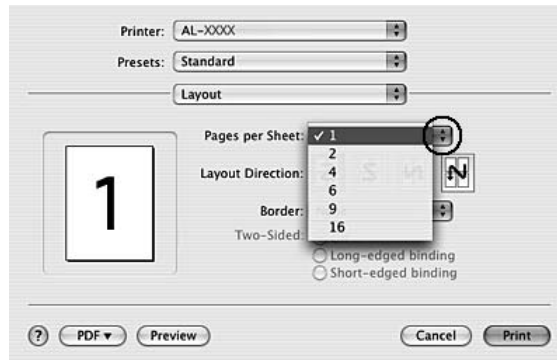 Printer: AL-XXXX
Presets: Standard
Layout
Pages per Sheet: ✓ 1
2
Layout Direction: 4
6
Border: 9
16
Two-Sided:
Long-edged binding
Short-edged binding
1
? PDF▼ Preview Cancel Print